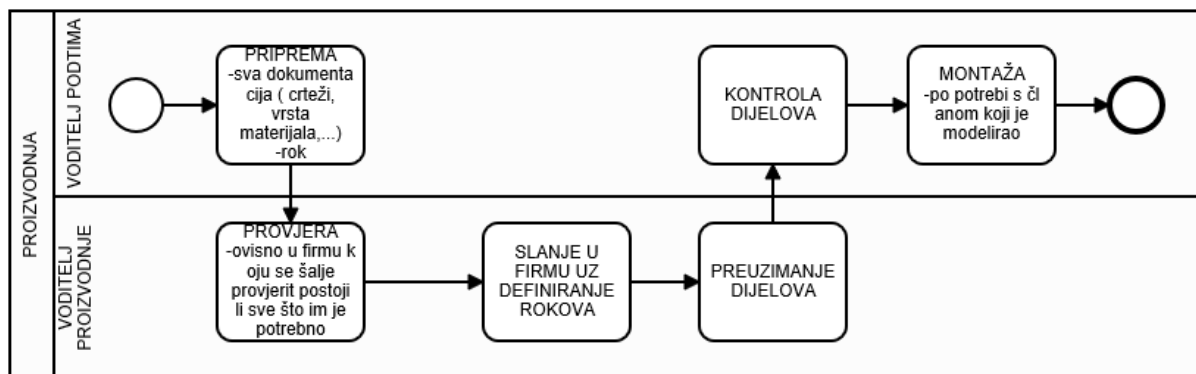 PROIZVODNJA
VODITELJ PODTIMA
PRIPREMA
-sva dokumenta
cija ( crteži,
vrsta
materijala,...)
-rok
KONTROLA
DIJELOVA
MONTAŽA
-po potrebi s čl
anom koji je
modelirao
VODITELJ
PROIZVODNJE
PROVJERA
-ovisno u firmu k
oju se šalje
provjerit postoji
li sve što im je
potrebno
SLANJE U
FIRMU UZ
DEFINIRANJE
ROKOVA
PREUZIMANJE
DIJELOVA